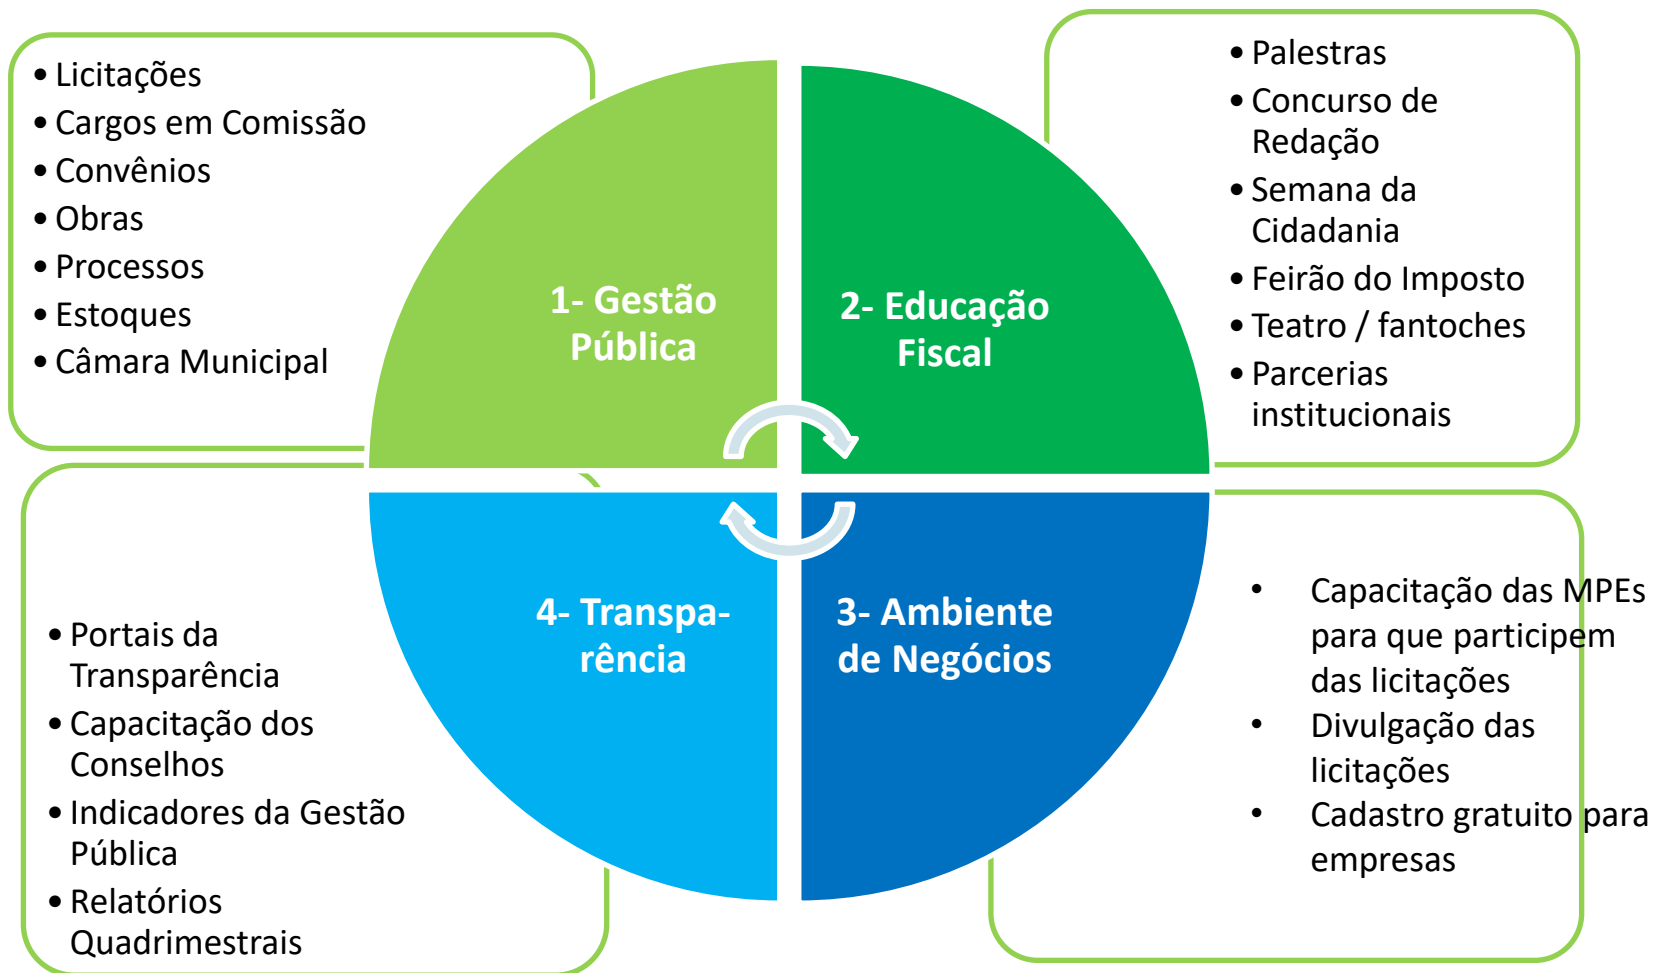 • Licitações
• Cargos em Comissão
• Convênios
• Obras
• Processos
• Estoques
• Câmara Municipal
1- Gestão
Pública
2- Educação
Fiscal
• Palestras
• Concurso de
Redação
• Semana da
Cidadania
• Feirão do Imposto
• Teatro / fantoches
• Parcerias
institucionais
• Portais da
Transparência
• Capacitação dos
Conselhos
• Indicadores da Gestão
Pública
• Relatórios
Quadrimestrais
4- Transpa-
rência
3- Ambiente
de Negócios
• Capacitação das MPEs
para que participem
das licitações
• Divulgação das
licitações
• Cadastro gratuito para
empresas